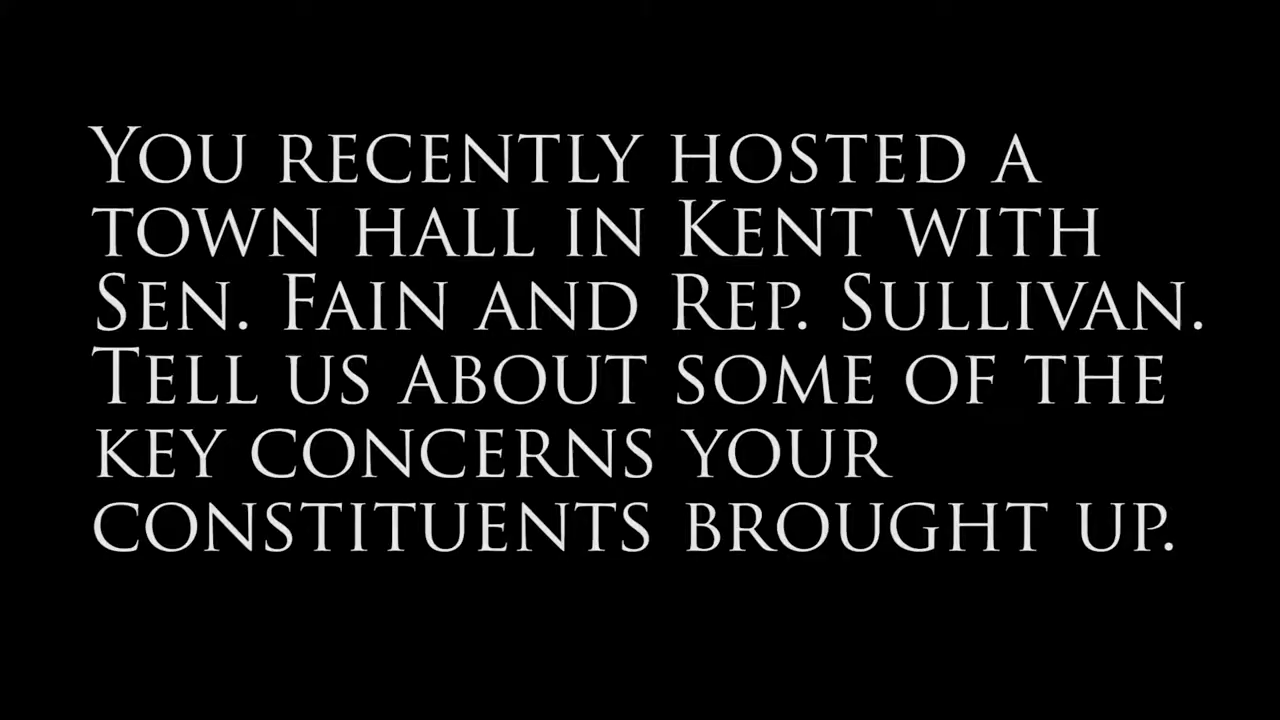 You recently hosted a
town hall in Kent with
Sen. Fain and Rep. Sullivan.
Tell us about some of the
key concerns your
constituents brought up.